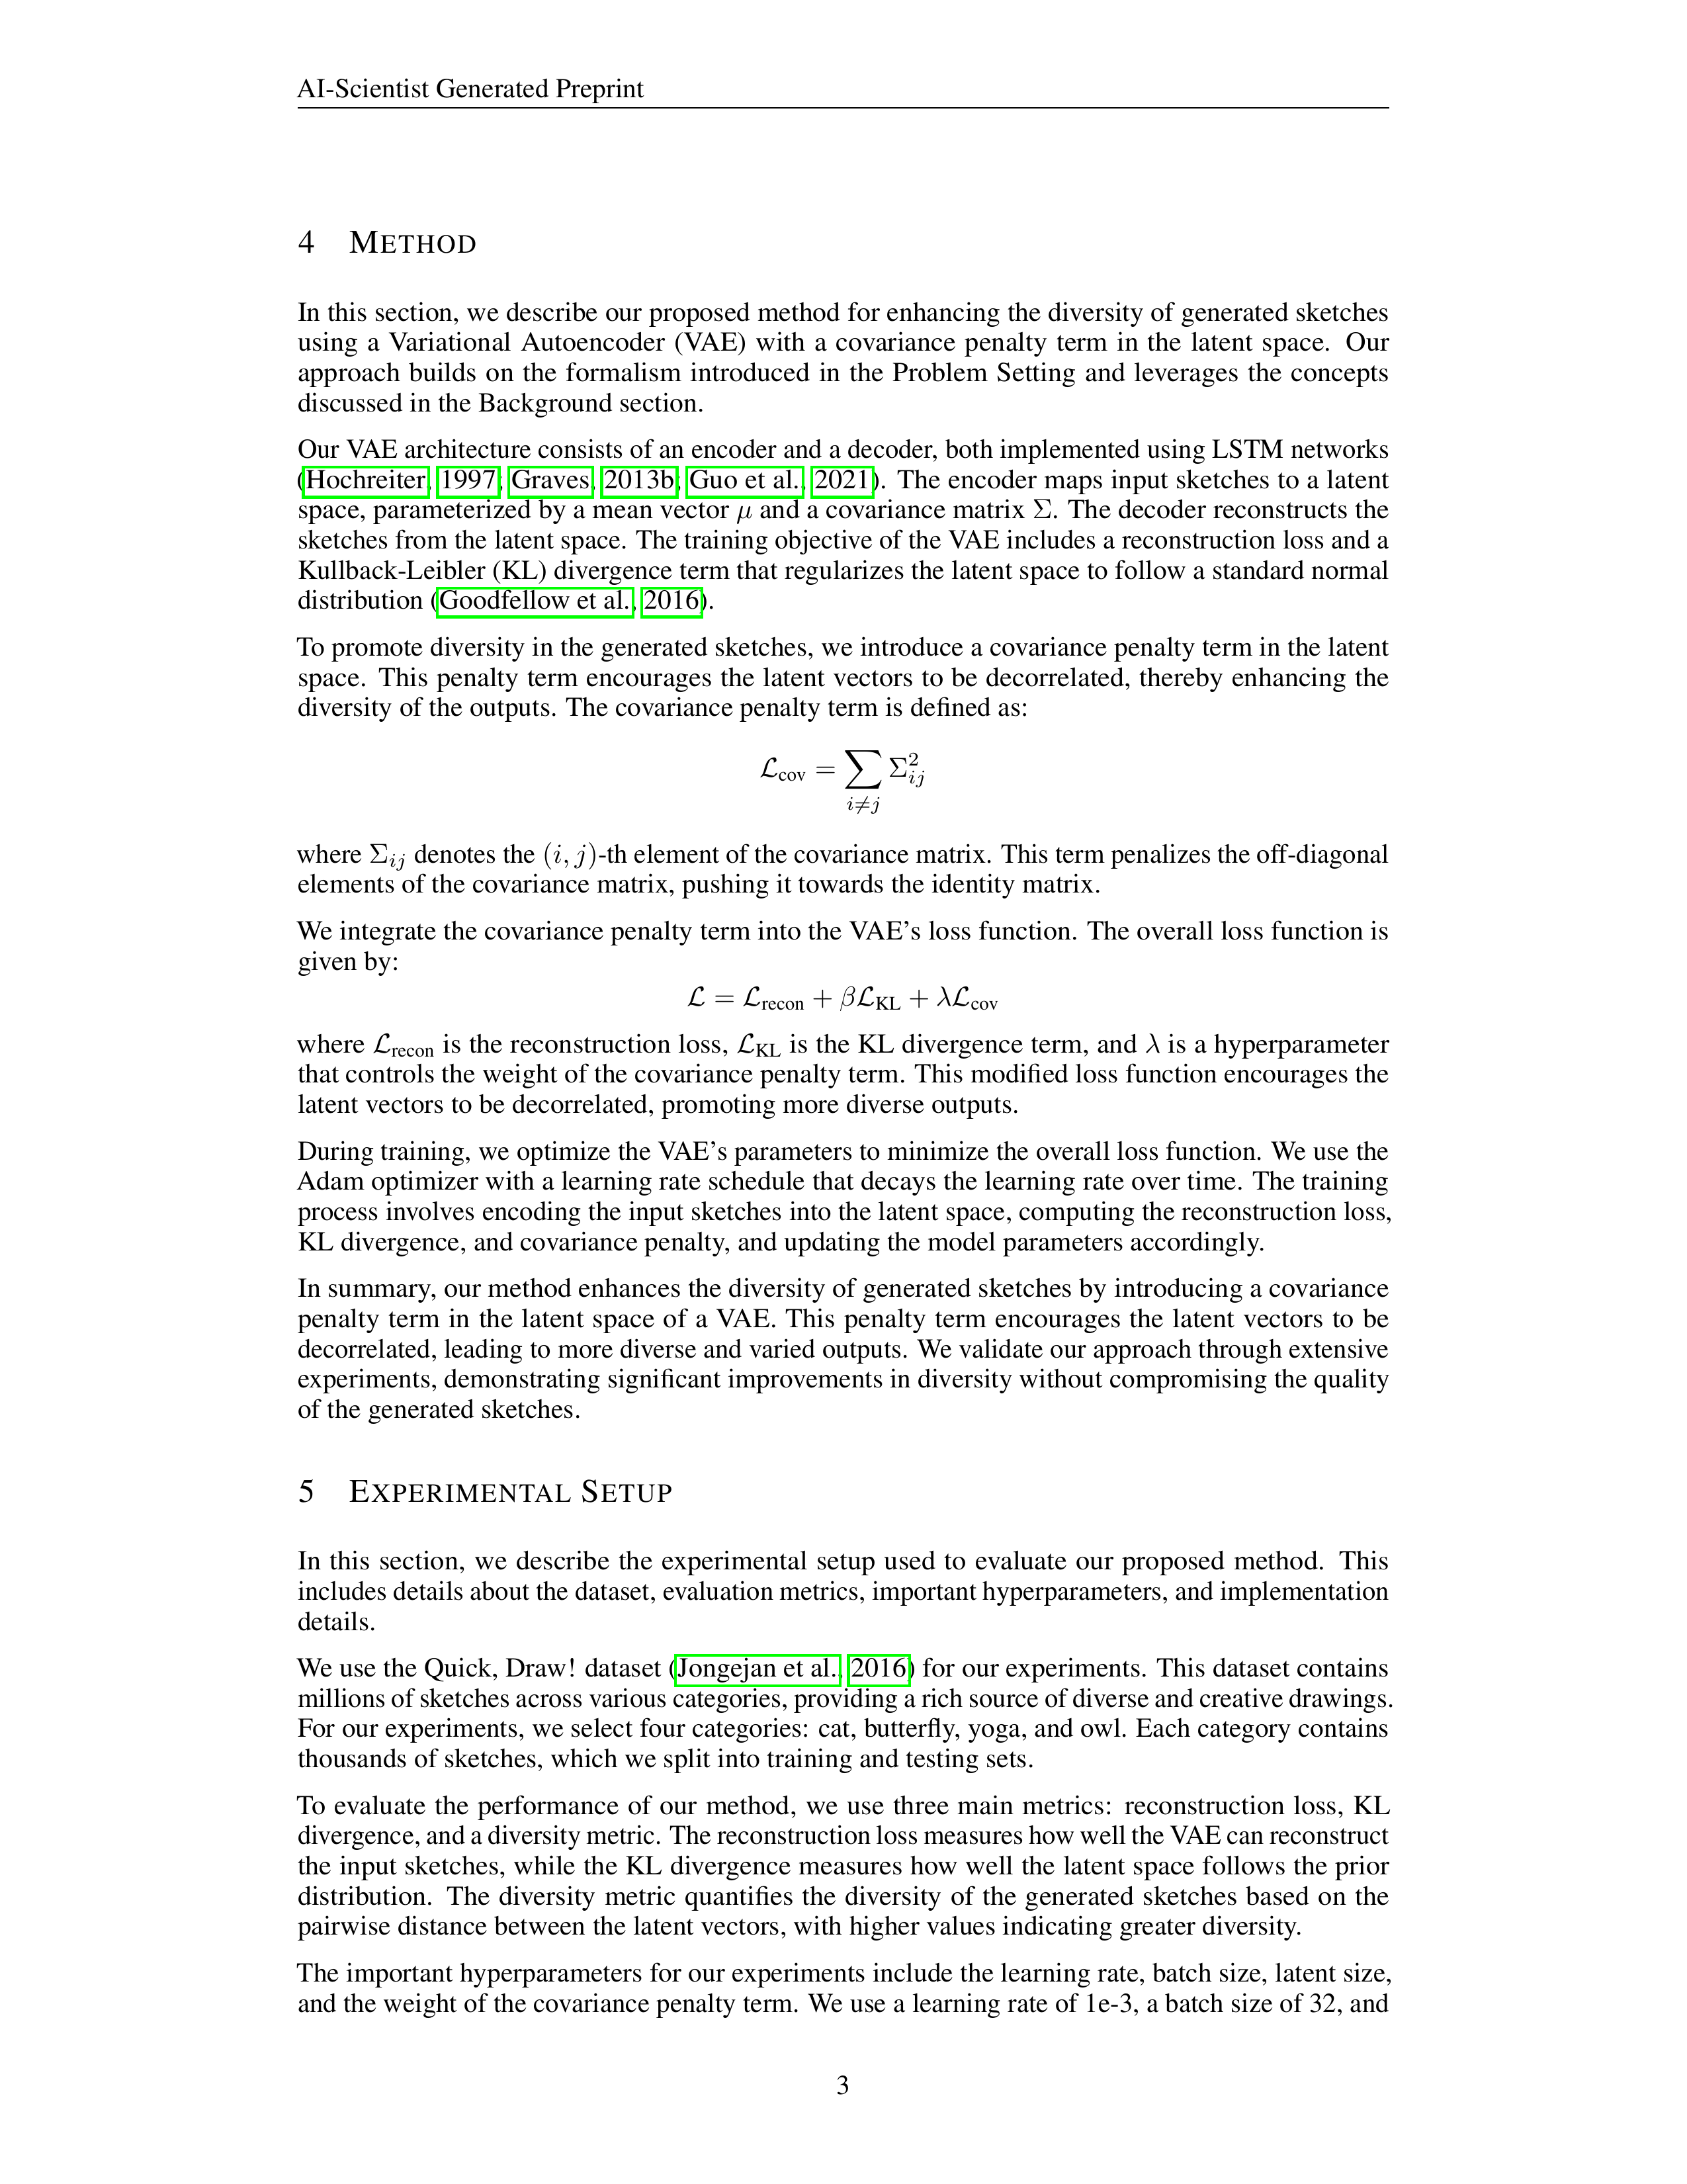 AI-Scientist Generated Preprint
4 METHOD
In this section, we describe our proposed method for enhancing the diversity of generated sketches
using a Variational Autoencoder (VAE) with a covariance penalty term in the latent space. Our
approach builds on the formalism introduced in the Problem Setting and leverages the concepts
discussed in the Background section.
Our VAE architecture consists of an encoder and a decoder, both implemented using LSTM networks
(Hochreiter, 1997; Graves, 2013b; Guo et al., 2021). The encoder maps input sketches to a latent
space, parameterized by a mean vector μ and a covariance matrix Σ. The decoder reconstructs the
sketches from the latent space. The training objective of the VAE includes a reconstruction loss and a
Kullback-Leibler (KL) divergence term that regularizes the latent space to follow a standard normal
distribution (Goodfellow et al., 2016).
To promote diversity in the generated sketches, we introduce a covariance penalty term in the latent
space. This penalty term encourages the latent vectors to be decorrelated, thereby enhancing the
diversity of the outputs. The covariance penalty term is defined as:
ℒ_cov = ∑_{i≠j} Σ_{ij}^2
where Σ_{ij} denotes the (i, j)-th element of the covariance matrix. This term penalizes the off-diagonal
elements of the covariance matrix, pushing it towards the identity matrix.
We integrate the covariance penalty term into the VAE's loss function. The overall loss function is
given by:
ℒ = ℒ_recon + βℒ_KL + λℒ_cov
where ℒ_recon is the reconstruction loss, ℒ_KL is the KL divergence term, and λ is a hyperparameter
that controls the weight of the covariance penalty term. This modified loss function encourages the
latent vectors to be decorrelated, promoting more diverse outputs.
During training, we optimize the VAE's parameters to minimize the overall loss function. We use the
Adam optimizer with a learning rate schedule that decays the learning rate over time. The training
process involves encoding the input sketches into the latent space, computing the reconstruction loss,
KL divergence, and covariance penalty, and updating the model parameters accordingly.
In summary, our method enhances the diversity of generated sketches by introducing a covariance
penalty term in the latent space of a VAE. This penalty term encourages the latent vectors to be
decorrelated, leading to more diverse and varied outputs. We validate our approach through extensive
experiments, demonstrating significant improvements in diversity without compromising the quality
of the generated sketches.
5 EXPERIMENTAL SETUP
In this section, we describe the experimental setup used to evaluate our proposed method. This
includes details about the dataset, evaluation metrics, important hyperparameters, and implementation
details.
We use the Quick, Draw! dataset (Jongejan et al., 2016) for our experiments. This dataset contains
millions of sketches across various categories, providing a rich source of diverse and creative drawings.
For our experiments, we select four categories: cat, butterfly, yoga, and owl. Each category contains
thousands of sketches, which we split into training and testing sets.
To evaluate the performance of our method, we use three main metrics: reconstruction loss, KL
divergence, and a diversity metric. The reconstruction loss measures how well the VAE can reconstruct
the input sketches, while the KL divergence measures how well the latent space follows the prior
distribution. The diversity metric quantifies the diversity of the generated sketches based on the
pairwise distance between the latent vectors, with higher values indicating greater diversity.
The important hyperparameters for our experiments include the learning rate, batch size, latent size,
and the weight of the covariance penalty term. We use a learning rate of 1e-3, a batch size of 32, and
3